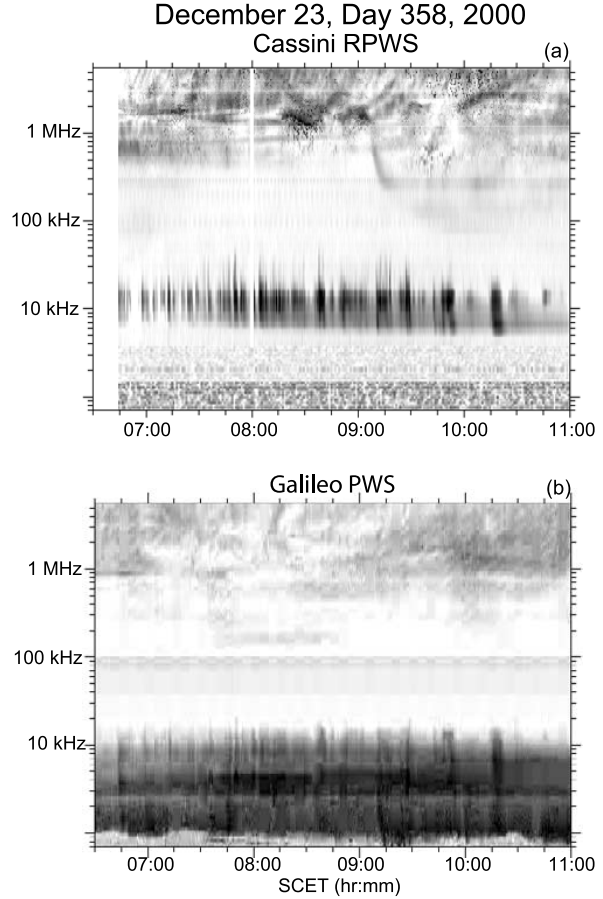 December 23, Day 358, 2000
Cassini RPWS
(a)
1 MHz
100 kHz
10 kHz
07:00 08:00 09:00 10:00 11:00
Galileo PWS
(b)
1 MHz
100 kHz
10 kHz
07:00 08:00 09:00 10:00 11:00
SCET (hr:mm)